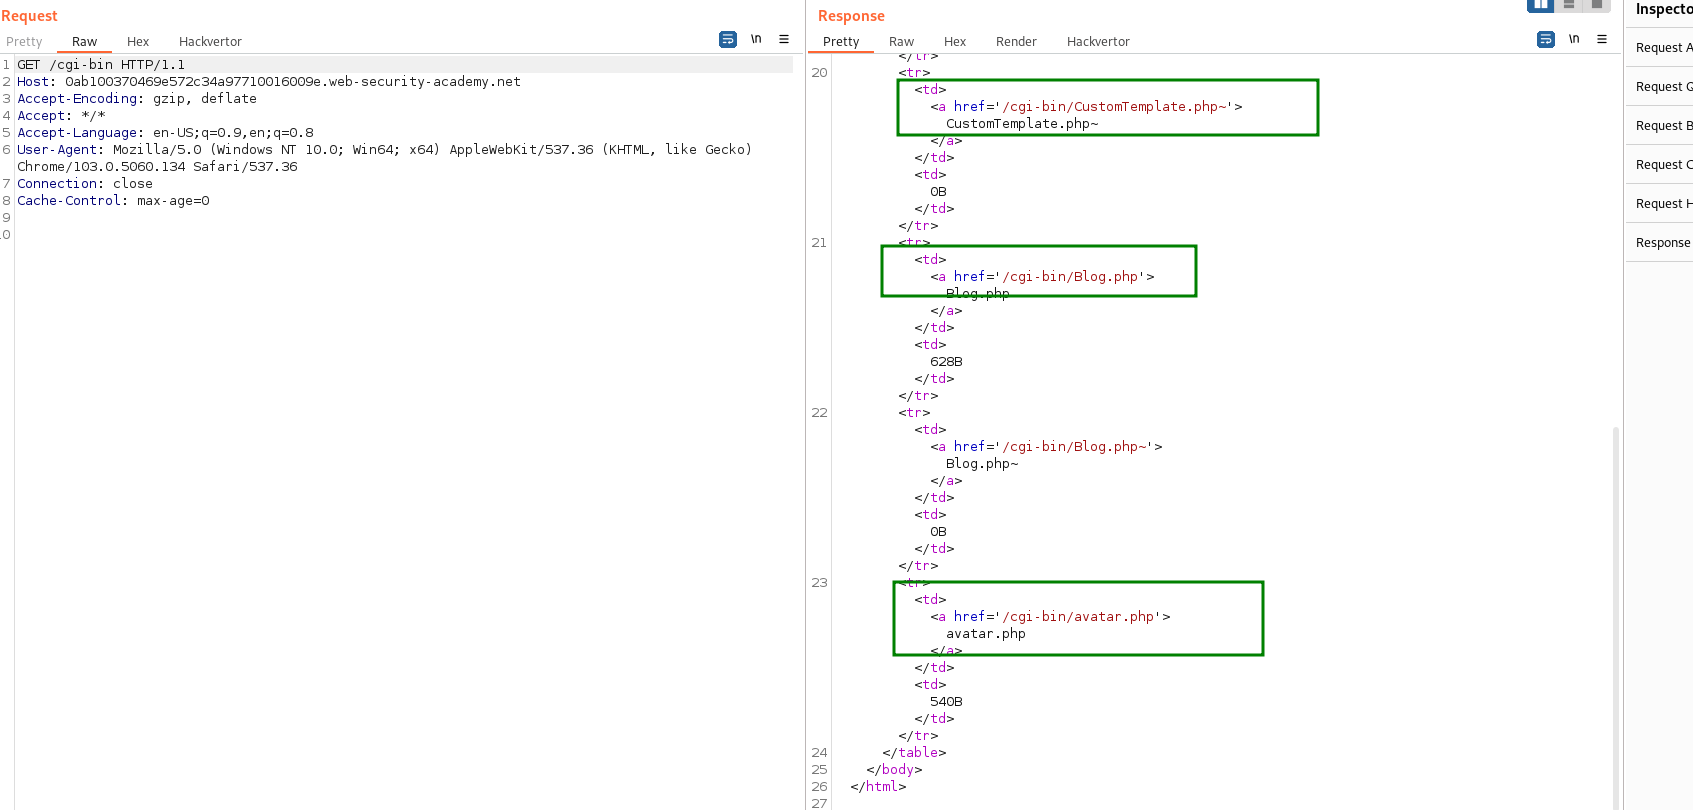 Request
Pretty Raw Hex Hackvertor \n
1 GET /cgi-bin HTTP/1.1
2 Host: 0ab100370469e572c34a97710016009e.web-security-academy.net
3 Accept-Encoding: gzip, deflate
4 Accept: */*
5 Accept-Language: en-US;q=0.9,en;q=0.8
6 User-Agent: Mozilla/5.0 (Windows NT 10.0; Win64; x64) AppleWebKit/537.36 (KHTML, like Gecko)
Chrome/103.0.5060.134 Safari/537.36
7 Connection: close
8 Cache-Control: max-age=0
9
.0
Response
Pretty Raw Hex Render Hackvertor \n
</tr>
20 <tr>
<td>
<a href='/cgi-bin/CustomTemplate.php~'>
CustomTemplate.php~
</a>
</td>
<td>
0B
</td>
</tr>
21 <tr>
<td>
<a href='/cgi-bin/Blog.php'>
Blog.php
</a>
</td>
<td>
628B
</td>
</tr>
22 <tr>
<td>
<a href='/cgi-bin/Blog.php~'>
Blog.php~
</a>
</td>
<td>
0B
</td>
</tr>
23 <tr>
<td>
<a href='/cgi-bin/avatar.php'>
avatar.php
</a>
</td>
<td>
540B
</td>
</tr>
24 </table>
25 </body>
26 </html>
27
Inspecto
Request A
Request Q
Request B
Request C
Request H
Response